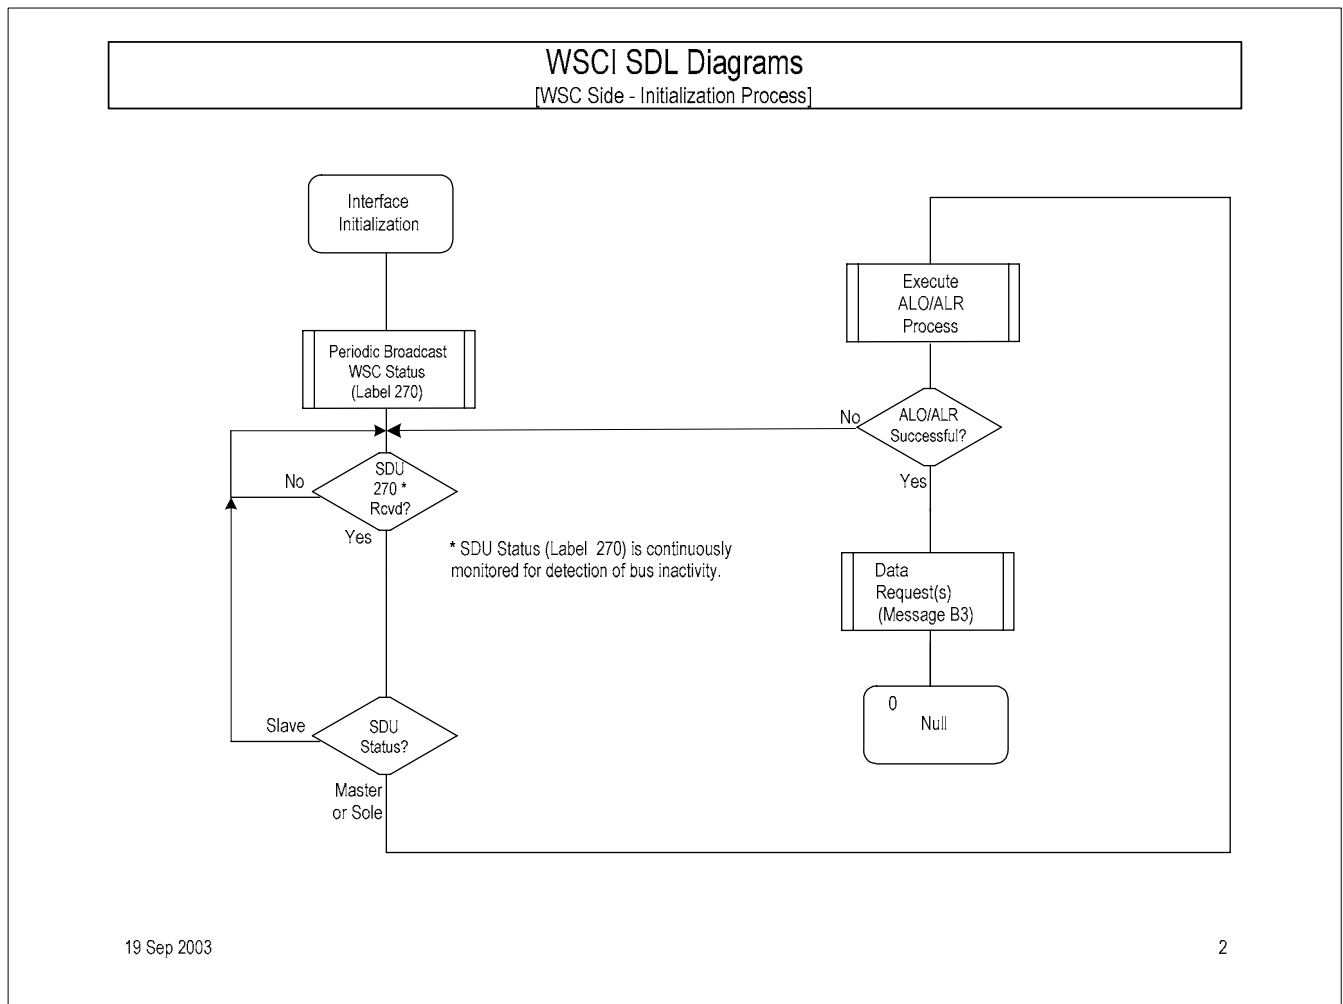 WSCI SDL Diagrams
[WSC Side - Initialization Process]
Interface
Initialization
Periodic Broadcast
WSC Status
(Label 270)
SDU
270 *
Rcvd?
No
Yes
* SDU Status (Label 270) is continuously
monitored for detection of bus inactivity.
SDU
Status?
Slave
Master
or Sole
Execute
ALO/ALR
Process
ALO/ALR
Successful?
No
Yes
Data
Request(s)
(Message B3)
0
Null
19 Sep 2003
2